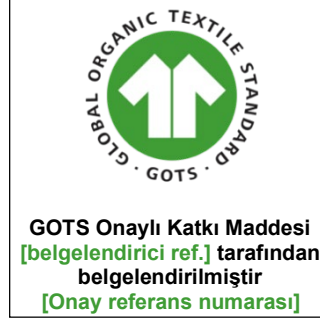 GLOBAL ORGANIC TEXTILE STANDARD
· GOTS ·
GOTS Onaylı Katkı Maddesi
[belgelendirici ref.] tarafından
belgelendirilmiştir
[Onay referans numarası]